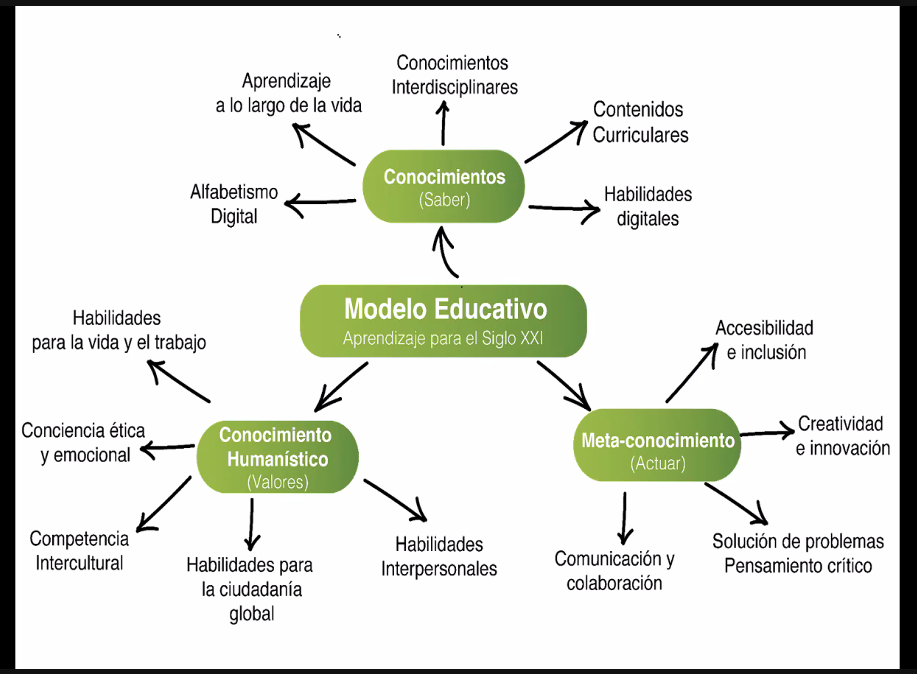 Conocimientos
Interdisciplinares
Aprendizaje
a lo largo de la vida
Contenidos
Curriculares
Conocimientos
(Saber)
Alfabetismo
Digital
Habilidades
digitales
Modelo Educativo
Aprendizaje para el Siglo XXI
Habilidades
para la vida y el trabajo
Accesibilidad
e inclusión
Conciencia ética
y emocional
Conocimiento
Humanístico
(Valores)
Meta-conocimiento
(Actuar)
Creatividad
e innovación
Competencia
Intercultural
Habilidades para
la ciudadanía
global
Habilidades
Interpersonales
Comunicación y
colaboración
Solución de problemas
Pensamiento crítico